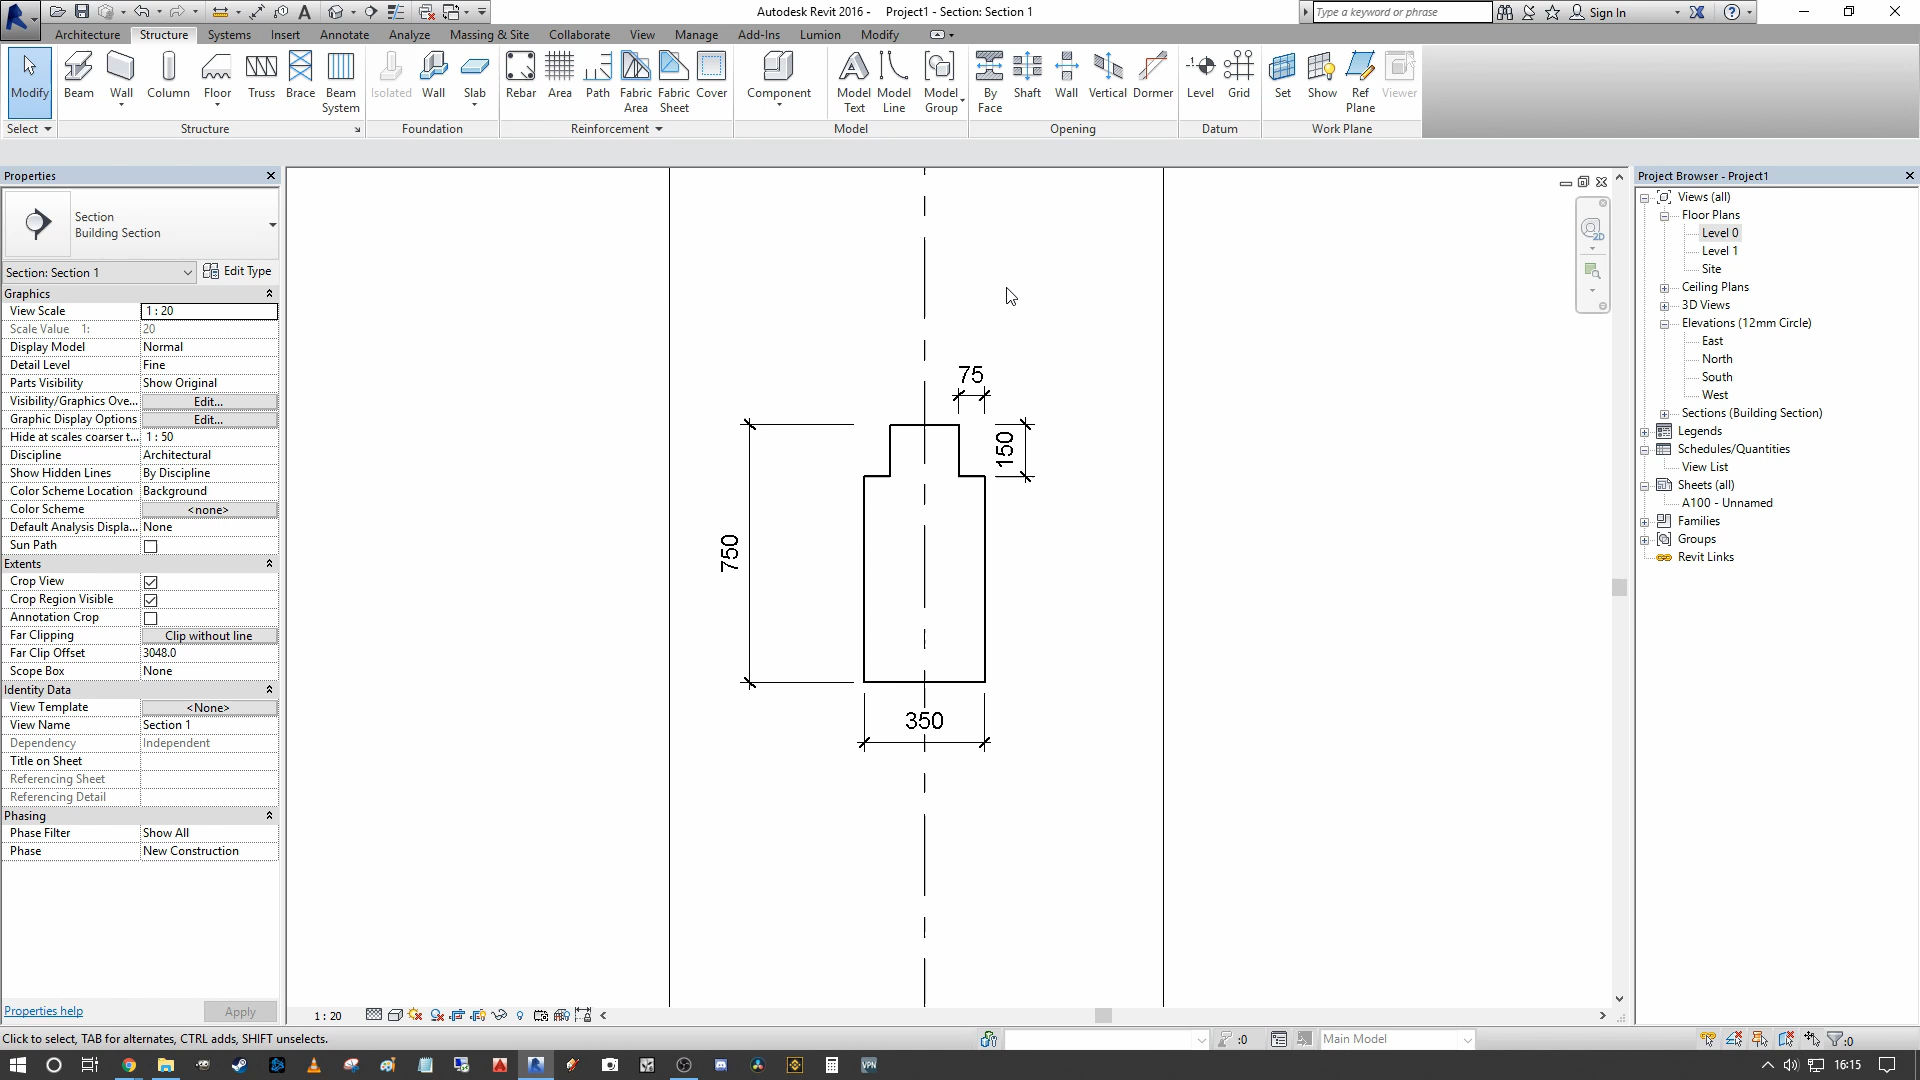 Autodesk Revit 2016 - Project1 - Section: Section 1
Type a keyword or phrase
Sign In
Architecture Structure Systems Insert Annotate Analyze Massing & Site Collaborate View Manage Add-Ins Lumion Modify
Modify Beam Wall Column Floor Truss Brace Beam System Isolated Wall Slab Rebar Area Path Fabric Area Fabric Sheet Cover Component Model Text Model Line Model Group By Face Shaft Wall Vertical Dormer Level Grid Set Show Ref Plane Viewer
Select Structure Foundation Reinforcement Model Opening Datum Work Plane
Properties
Section
Building Section
Section: Section 1 Edit Type
Graphics
View Scale 1 : 20
Scale Value 1: 20
Display Model Normal
Detail Level Fine
Parts Visibility Show Original
Visibility/Graphics Ove... Edit...
Graphic Display Options Edit...
Hide at scales coarser t... 1 : 50
Discipline Architectural
Show Hidden Lines By Discipline
Color Scheme Location Background
Color Scheme <none>
Default Analysis Displa... None
Sun Path
Extents
Crop View
Crop Region Visible
Annotation Crop
Far Clipping Clip without line
Far Clip Offset 3048.0
Scope Box None
Identity Data
View Template <None>
View Name Section 1
Dependency Independent
Title on Sheet
Referencing Sheet
Referencing Detail
Phasing
Phase Filter Show All
Phase New Construction
Properties help Apply
75
150
750
350
2D
Project Browser - Project1
Views (all)
Floor Plans
Level 0
Level 1
Site
Ceiling Plans
3D Views
Elevations (12mm Circle)
East
North
South
West
Sections (Building Section)
Legends
Schedules/Quantities
View List
Sheets (all)
A100 - Unnamed
Families
Groups
Revit Links
1 : 20
Click to select, TAB for alternates, CTRL adds, SHIFT unselects.
:0
Main Model
:0
VPN
16:15